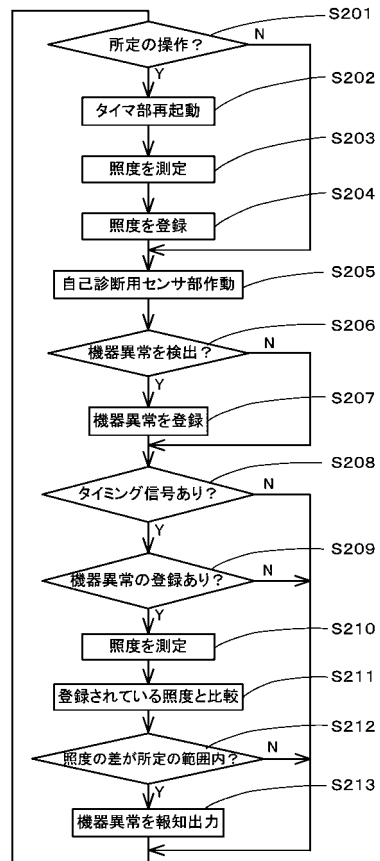 S201
所定の操作？
N
Y
S202
タイマ部再起動
S203
照度を測定
S204
照度を登録
S205
自己診断用センサ部作動
S206
機器異常を検出？
N
Y
S207
機器異常を登録
S208
タイミング信号あり？
N
Y
S209
機器異常の登録あり？
N
Y
S210
照度を測定
S211
登録されている照度と比較
S212
照度の差が所定の範囲内？
N
Y
S213
機器異常を報知出力